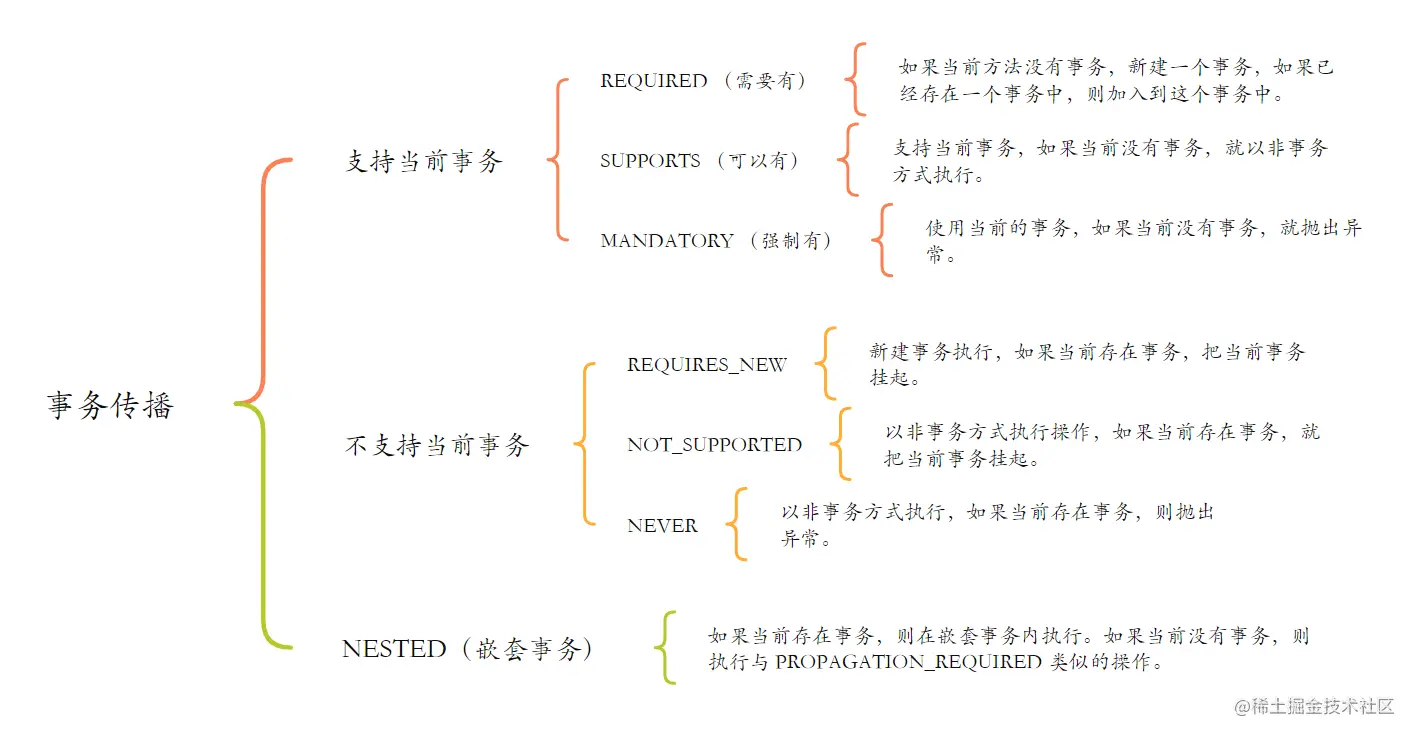 事务传播
支持当前事务
REQUIRED（需要有）
如果当前方法没有事务，新建一个事务，如果已
经存在一个事务中，则加入到这个事务中。
SUPPORTS（可以有）
支持当前事务，如果当前没有事务，就以非事务
方式执行。
MANDATORY（强制有）
使用当前的事务，如果当前没有事务，就抛出异
常。
不支持当前事务
REQUIRES_NEW
新建事务执行，如果当前存在事务，把当前事务
挂起。
NOT_SUPPORTED
以非事务方式执行操作，如果当前存在事务，就
把当前事务挂起。
NEVER
以非事务方式执行，如果当前存在事务，则抛出
异常。
NESTED（嵌套事务）
如果当前存在事务，则在嵌套事务内执行。如果当前没有事务，则
执行与 PROPAGATION_REQUIRED 类似的操作。
@稀土掘金技术社区